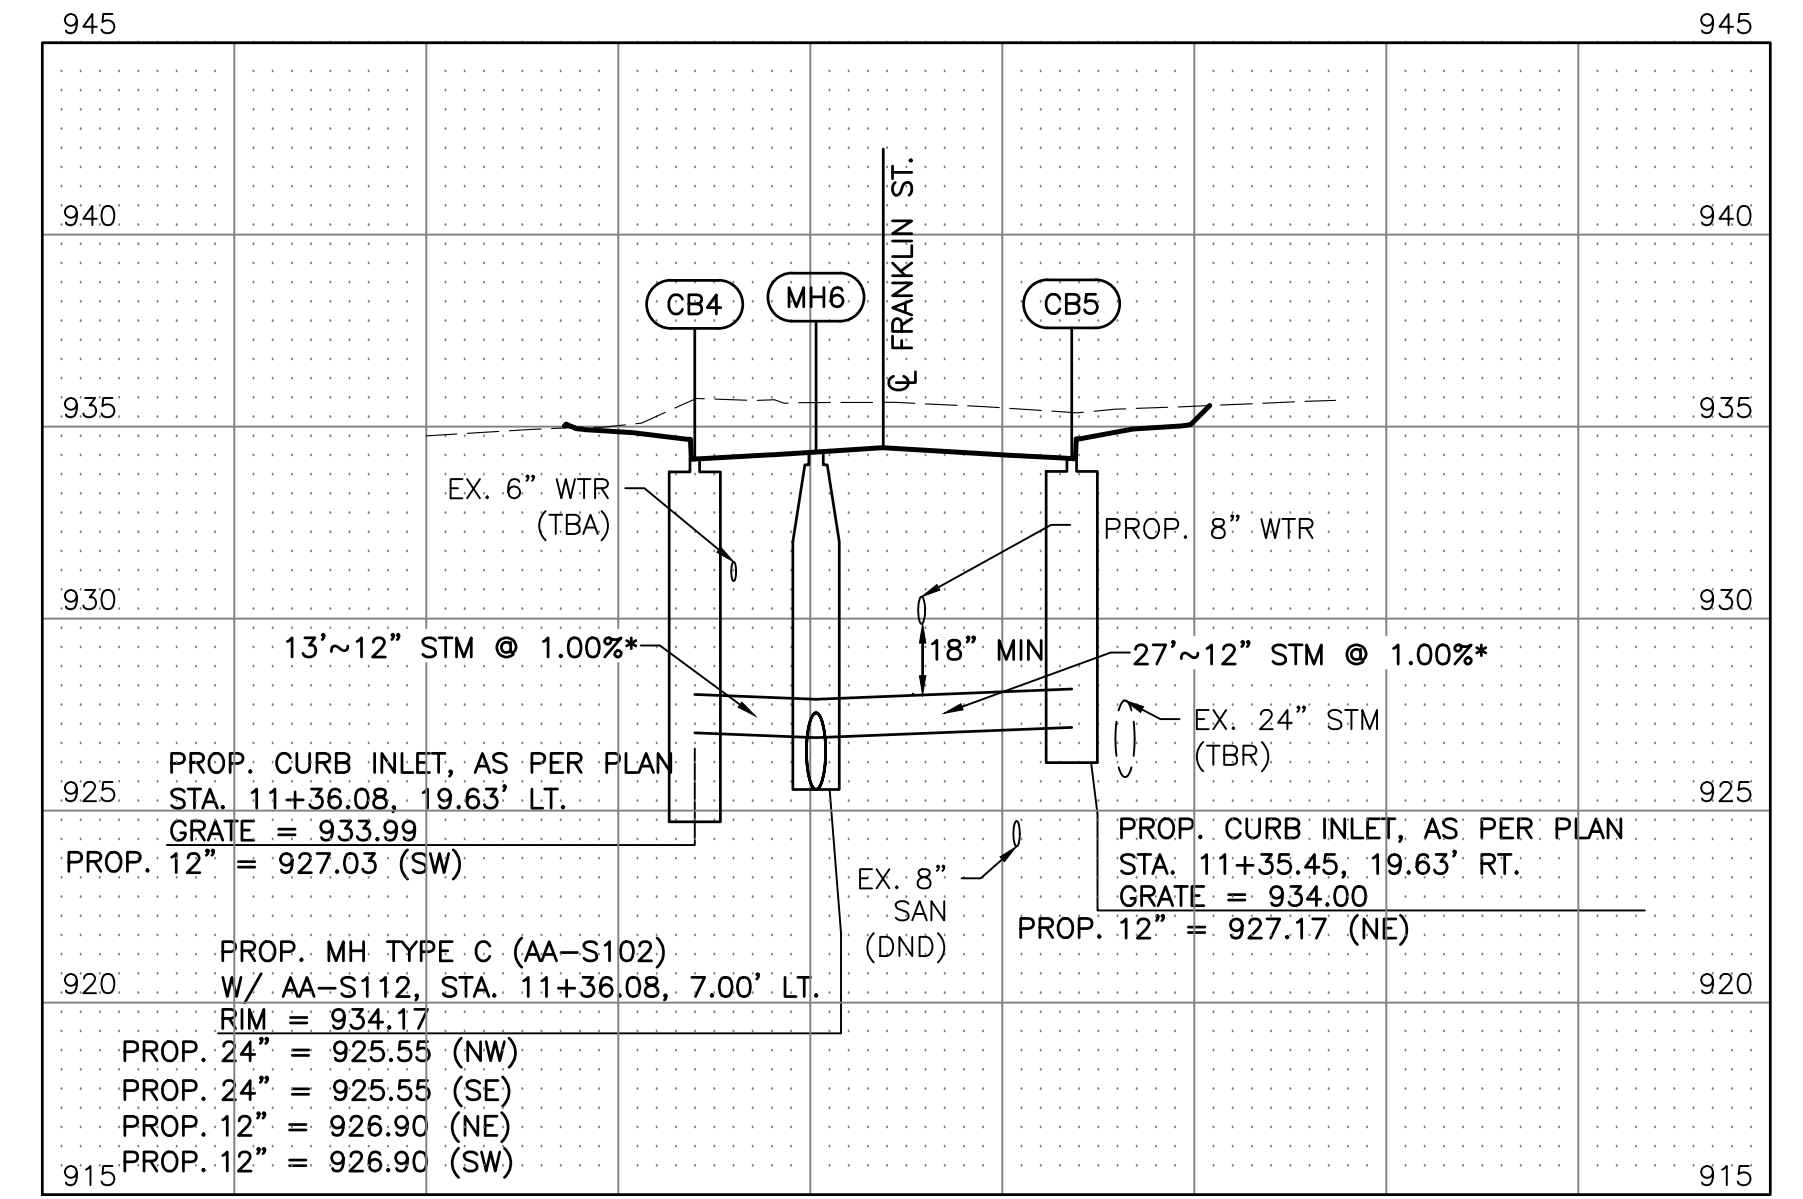 945
945
940
940
℄ FRANKLIN ST.
CB4
MH6
CB5
935
935
EX. 6" WTR
(TBA)
PROP. 8" WTR
930
930
13'~12" STM @ 1.00%*
18" MIN
27'~12" STM @ 1.00%*
EX. 24" STM
(TBR)
PROP. CURB INLET, AS PER PLAN
STA. 11+36.08, 19.63' LT.
GRATE = 933.99
PROP. 12" = 927.03 (SW)
925
925
PROP. CURB INLET, AS PER PLAN
STA. 11+35.45, 19.63' RT.
GRATE = 934.00
PROP. 12" = 927.17 (NE)
EX. 8"
SAN
(DND)
PROP. MH TYPE C (AA-S102)
W/ AA-S112, STA. 11+36.08, 7.00' LT.
RIM = 934.17
PROP. 24" = 925.55 (NW)
PROP. 24" = 925.55 (SE)
PROP. 12" = 926.90 (NE)
PROP. 12" = 926.90 (SW)
920
920
915
915